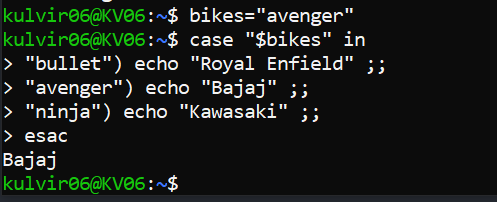 kulvir06@KV06:~$ bikes="avenger"
kulvir06@KV06:~$ case "$bikes" in
> "bullet") echo "Royal Enfield" ;;
> "avenger") echo "Bajaj" ;;
> "ninja") echo "Kawasaki" ;;
> esac
Bajaj
kulvir06@KV06:~$